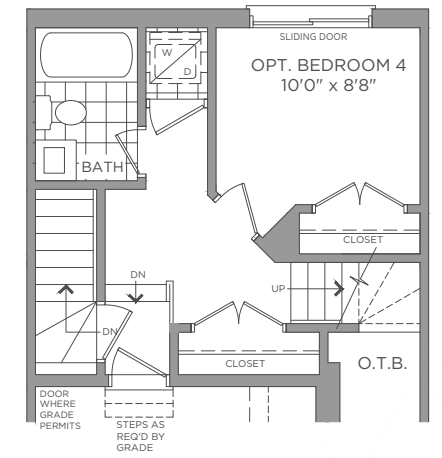 SLIDING DOOR
W
D
OPT. BEDROOM 4
10'0" x 8'8"
BATH
CLOSET
DN
UP
DN
CLOSET
O.T.B.
DOOR
WHERE
GRADE
PERMITS
STEPS AS
REQ'D BY
GRADE